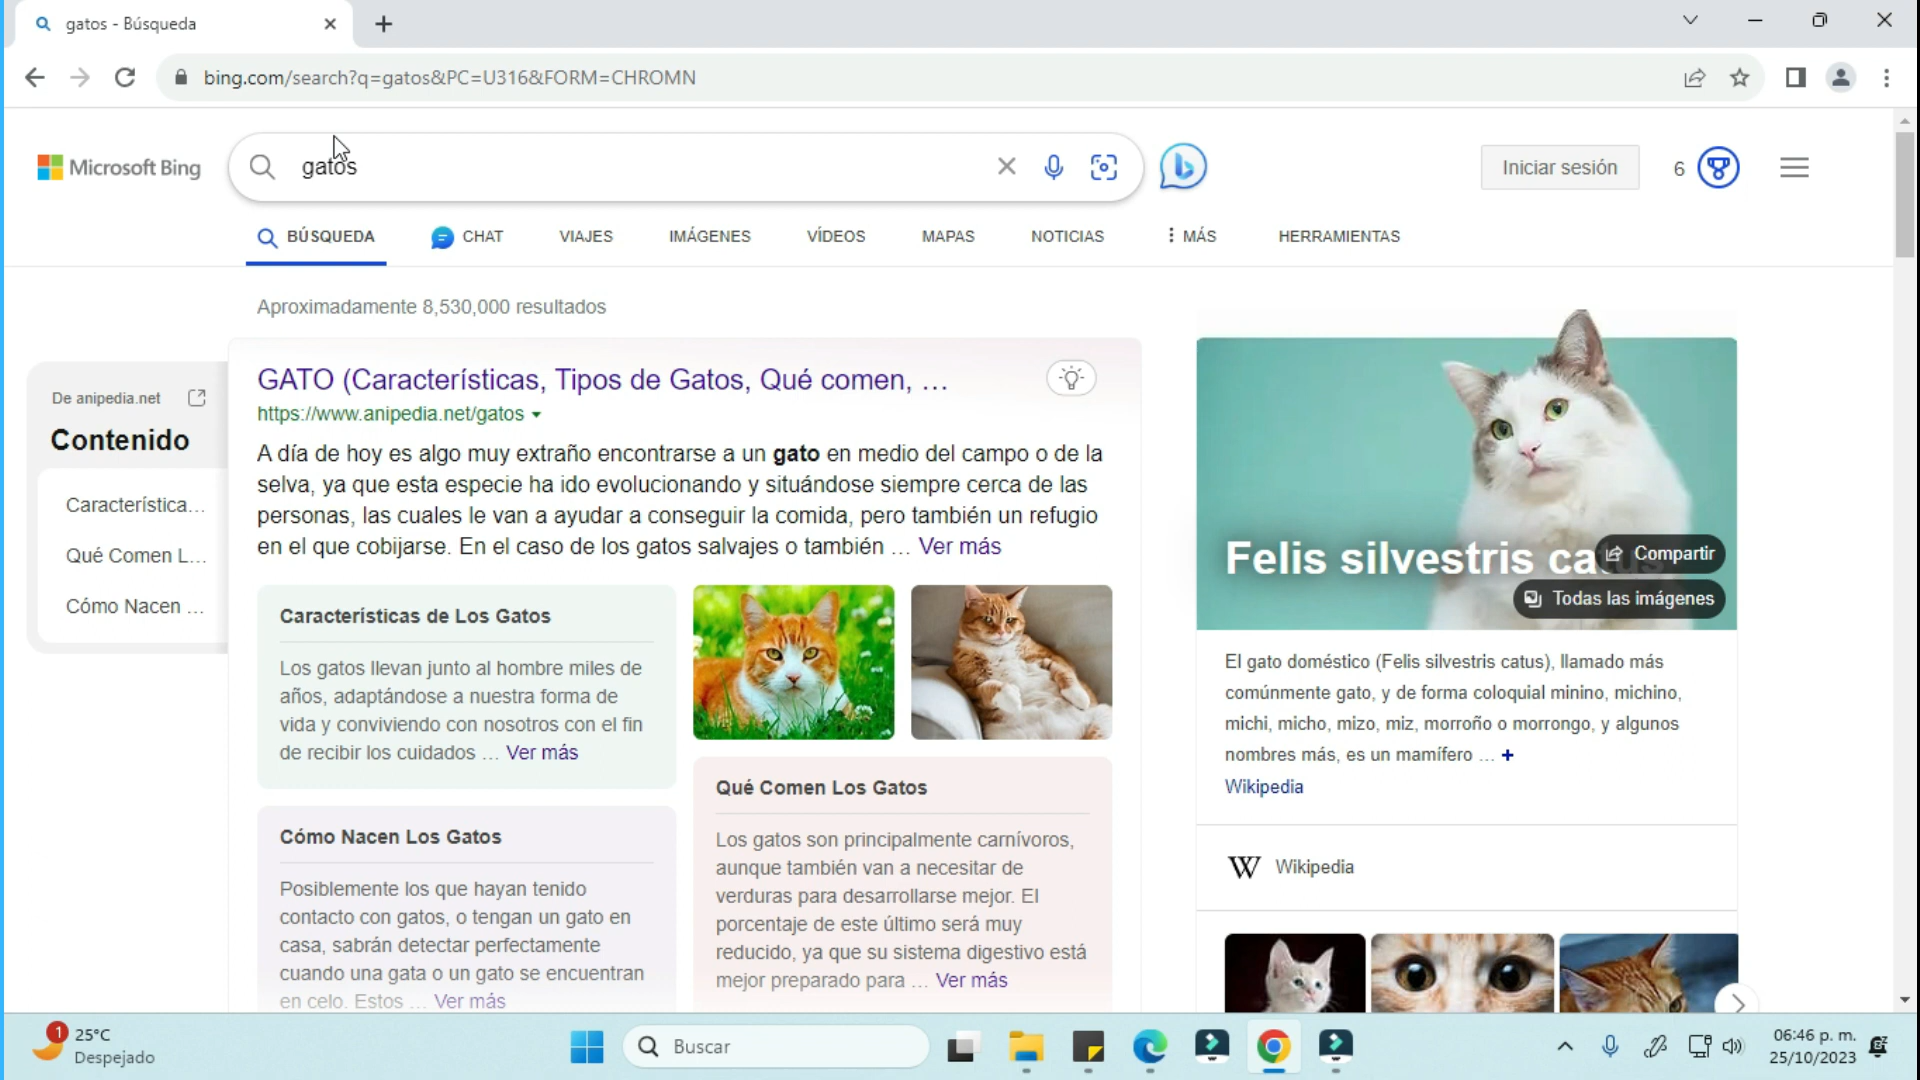 gatos - Búsqueda
bing.com/search?q=gatos&PC=U316&FORM=CHROMN
Microsoft Bing
gatos
Iniciar sesión
6
BÚSQUEDA
CHAT
VIAJES
IMÁGENES
VÍDEOS
MAPAS
NOTICIAS
MÁS
HERRAMIENTAS
Aproximadamente 8,530,000 resultados
De anipedia.net
Contenido
Característica...
Qué Comen L...
Cómo Nacen ...
GATO (Características, Tipos de Gatos, Qué comen, ...
https://www.anipedia.net/gatos
A día de hoy es algo muy extraño encontrarse a un gato en medio del campo o de la
selva, ya que esta especie ha ido evolucionando y situándose siempre cerca de las
personas, las cuales le van a ayudar a conseguir la comida, pero también un refugio
en el que cobijarse. En el caso de los gatos salvajes o también ... Ver más
Características de Los Gatos
Los gatos llevan junto al hombre miles de
años, adaptándose a nuestra forma de
vida y conviviendo con nosotros con el fin
de recibir los cuidados ... Ver más
Cómo Nacen Los Gatos
Posiblemente los que hayan tenido
contacto con gatos, o tengan un gato en
casa, sabrán detectar perfectamente
cuando una gata o un gato se encuentran
en celo. Estos ... Ver más
Qué Comen Los Gatos
Los gatos son principalmente carnívoros,
aunque también van a necesitar de
verduras para desarrollarse mejor. El
porcentaje de este último será muy
reducido, ya que su sistema digestivo está
mejor preparado para ... Ver más
Felis silvestris catus
Compartir
Todas las imágenes
El gato doméstico (Felis silvestris catus), llamado más
comúnmente gato, y de forma coloquial minino, michino,
michi, micho, mizo, miz, morroño o morrongo, y algunos
nombres más, es un mamífero ... +
Wikipedia
W Wikipedia
1
25°C
Despejado
Buscar
06:46 p. m.
25/10/2023